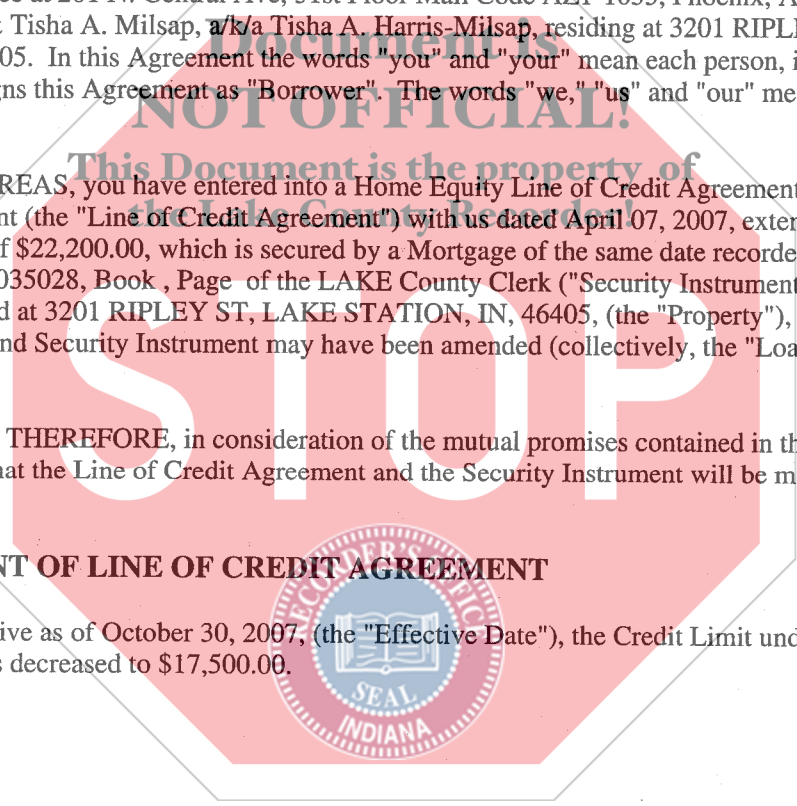 t Tisha A. Milsap, a/k/a Tisha A. Harris-Milsap, residing at 3201 RIPL
05. In this Agreement the words "you" and "your" mean each person, i
ns this Agreement as "Borrower". The words "we," "us" and "our" me
Document is
NOT OFFICIAL!
This Document is the property of
the Lake County Recorder!
REAS, you have entered into a Home Equity Line of Credit Agreement
nt (the "Line of Credit Agreement") with us dated April 07, 2007, exter
f $22,200.00, which is secured by a Mortgage of the same date recorde
035028, Book , Page of the LAKE County Clerk ("Security Instrument
d at 3201 RIPLEY ST, LAKE STATION, IN, 46405, (the "Property"),
nd Security Instrument may have been amended (collectively, the "Loa
STOP
THEREFORE, in consideration of the mutual promises contained in th
hat the Line of Credit Agreement and the Security Instrument will be m
NT OF LINE OF CREDIT AGREEMENT
ive as of October 30, 2007, (the "Effective Date"), the Credit Limit und
s decreased to $17,500.00.
RECORDER'S OFFICE
SEAL
INDIANA